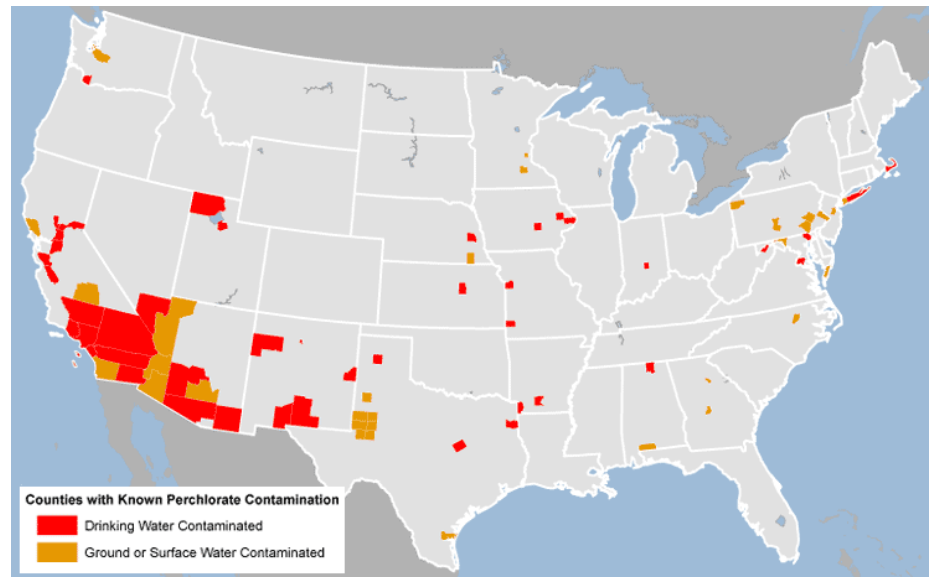 Counties with Known Perchlorate Contamination
Drinking Water Contaminated
Ground or Surface Water Contaminated